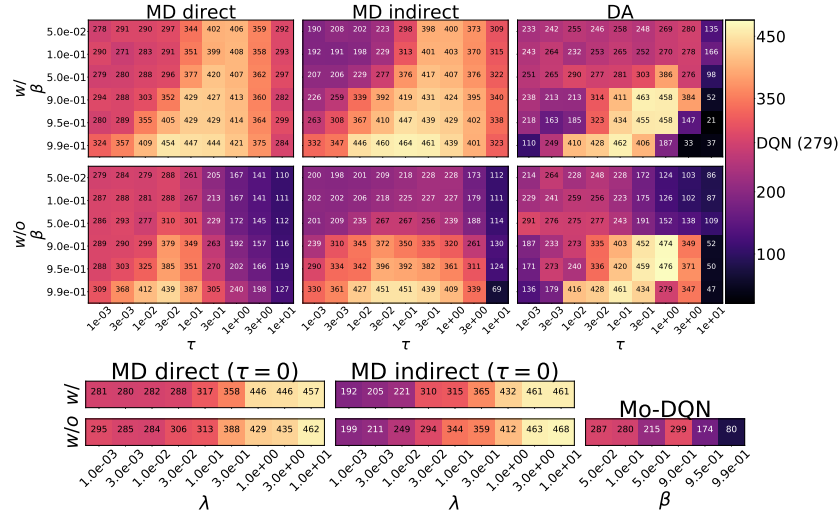 MD direct MD indirect DA
w/ β
5.0e-02 278 291 290 297 344 402 406 359 292 190 208 202 223 298 398 400 373 309 233 242 255 246 258 248 269 280 135
1.0e-01 290 271 283 291 351 399 408 358 293 192 191 198 229 313 401 403 370 315 243 264 232 253 265 250 268 278 166
5.0e-01 279 280 288 296 377 420 407 362 297 207 206 229 277 376 417 420 377 322 251 265 290 277 281 303 386 276 98
9.0e-01 294 288 303 352 429 427 413 360 282 226 259 339 392 419 431 424 395 301 238 213 213 314 411 463 458 384 52
9.5e-01 280 289 355 405 429 429 414 364 299 263 308 367 419 447 439 425 390 340 218 163 185 323 434 455 458 147 21
9.9e-01 324 357 409 454 447 444 421 375 284 332 347 446 460 464 461 439 401 323 110 249 410 428 462 406 187 33 37
450
350
DQN (279)
200
100
w/o β
5.0e-02 279 284 279 288 261 205 167 141 110 200 198 201 214 218 228 228 173 112 214 264 228 248 228 172 124 103 86
1.0e-01 287 288 281 288 267 213 167 141 111 202 205 218 225 231 227 227 177 111 229 241 259 256 223 175 126 102 87
5.0e-01 286 293 277 310 301 229 172 145 112 201 209 235 267 267 256 239 188 114 291 276 275 277 243 191 152 138 109
9.0e-01 288 294 290 379 349 263 192 157 116 239 310 345 372 350 335 320 261 130 187 233 273 335 403 452 474 349 52
9.5e-01 288 303 325 385 351 270 202 166 119 290 334 342 396 392 382 361 311 124 171 273 240 336 420 459 476 371 50
9.9e-01 309 368 412 439 387 305 240 198 127 330 340 427 451 451 439 409 339 69 136 179 416 428 461 434 279 347 47
1e-03 3e-03 1e-02 3e-02 1e-01 3e-01 1e+00 3e+00 1e+01 1e-03 3e-03 1e-02 3e-02 1e-01 3e-01 1e+00 3e+00 1e+01 1e-03 3e-03 1e-02 3e-02 1e-01 3e-01 1e+00 3e+00 1e+01
τ τ τ
MD direct (τ = 0) MD indirect (τ = 0)
w/ 281 280 282 288 317 358 446 446 457 192 205 221 310 315 365 432 461 461
Mo-DQN
w/o 295 285 284 306 313 388 429 435 462 199 211 249 294 344 359 412 463 468 287 280 215 299 174 80
1.0e-03 3.0e-03 1.0e-02 3.0e-02 1.0e-01 3.0e-01 1.0e+00 3.0e+00 1.0e+01 1.0e-03 3.0e-03 1.0e-02 3.0e-02 1.0e-01 3.0e-01 1.0e+00 3.0e+00 1.0e+01 5.0e-02 1.0e-01 5.0e-01 9.0e-01 9.5e-01 9.9e-01
λ λ β